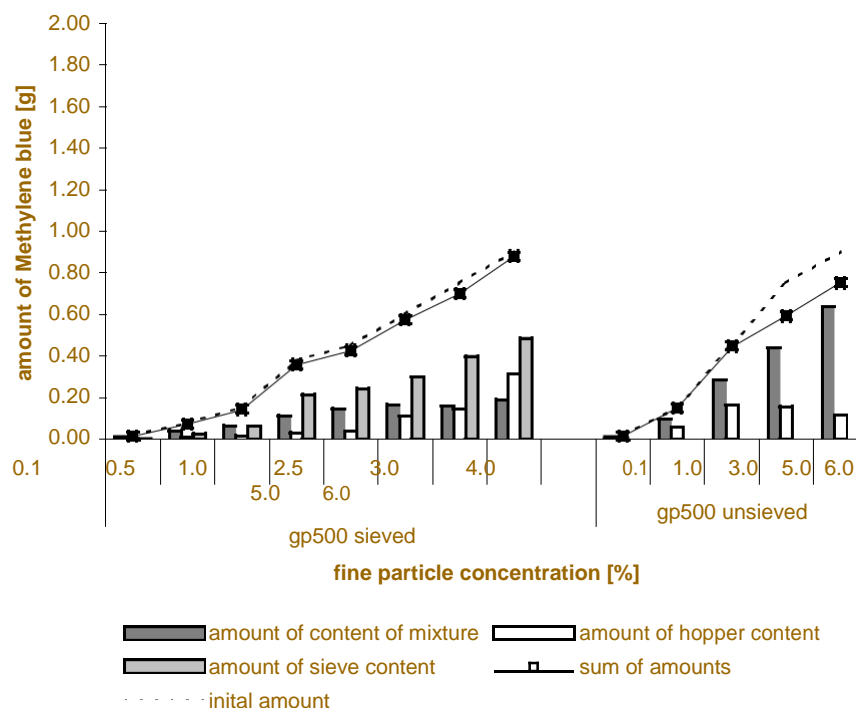 2.00
1.80
1.60
1.40
1.20
1.00
0.80
0.60
0.40
0.20
0.00
amount of Methylene blue [g]
0.1 0.5 1.0 2.5 3.0 4.0 0.1 1.0 3.0 5.0 6.0
5.0 6.0
gp500 sieved
gp500 unsieved
fine particle concentration [%]
amount of content of mixture
amount of hopper content
amount of sieve content
sum of amounts
inital amount